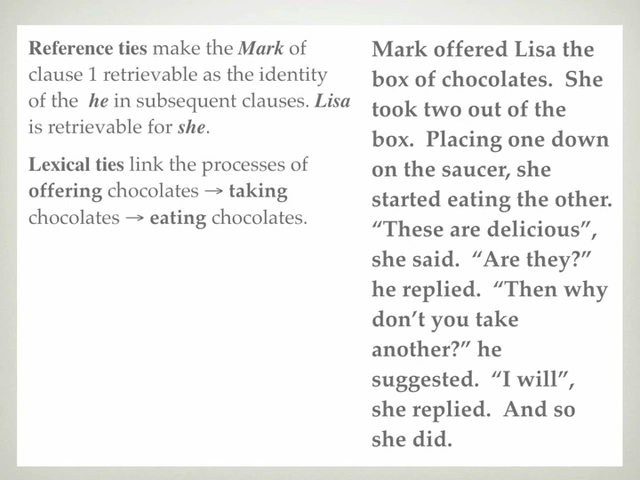 Reference ties make the Mark of
clause 1 retrievable as the identity
of the he in subsequent clauses. Lisa
is retrievable for she.
Lexical ties link the processes of
offering chocolates → taking
chocolates → eating chocolates.
Mark offered Lisa the
box of chocolates. She
took two out of the
box. Placing one down
on the saucer, she
started eating the other.
“These are delicious”,
she said. “Are they?”
he replied. “Then why
don’t you take
another?” he
suggested. “I will”,
she replied. And so
she did.